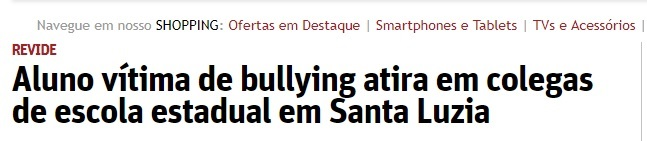 Navegue em nosso SHOPPING: Ofertas em Destaque | Smartphones e Tablets | TVs e Acessórios |
REVIDE
Aluno vítima de bullying atira em colegas
de escola estadual em Santa Luzia